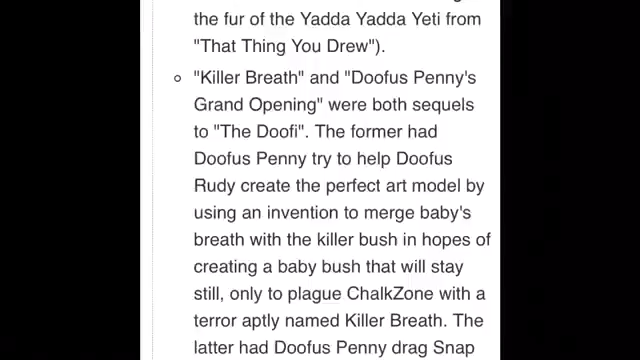 the fur of the Yadda Yadda Yeti from
"That Thing You Drew").
"Killer Breath" and "Doofus Penny's
Grand Opening" were both sequels
to "The Doofi". The former had
Doofus Penny try to help Doofus
Rudy create the perfect art model by
using an invention to merge baby's
breath with the killer bush in hopes of
creating a baby bush that will stay
still, only to plague ChalkZone with a
terror aptly named Killer Breath. The
latter had Doofus Penny drag Snap